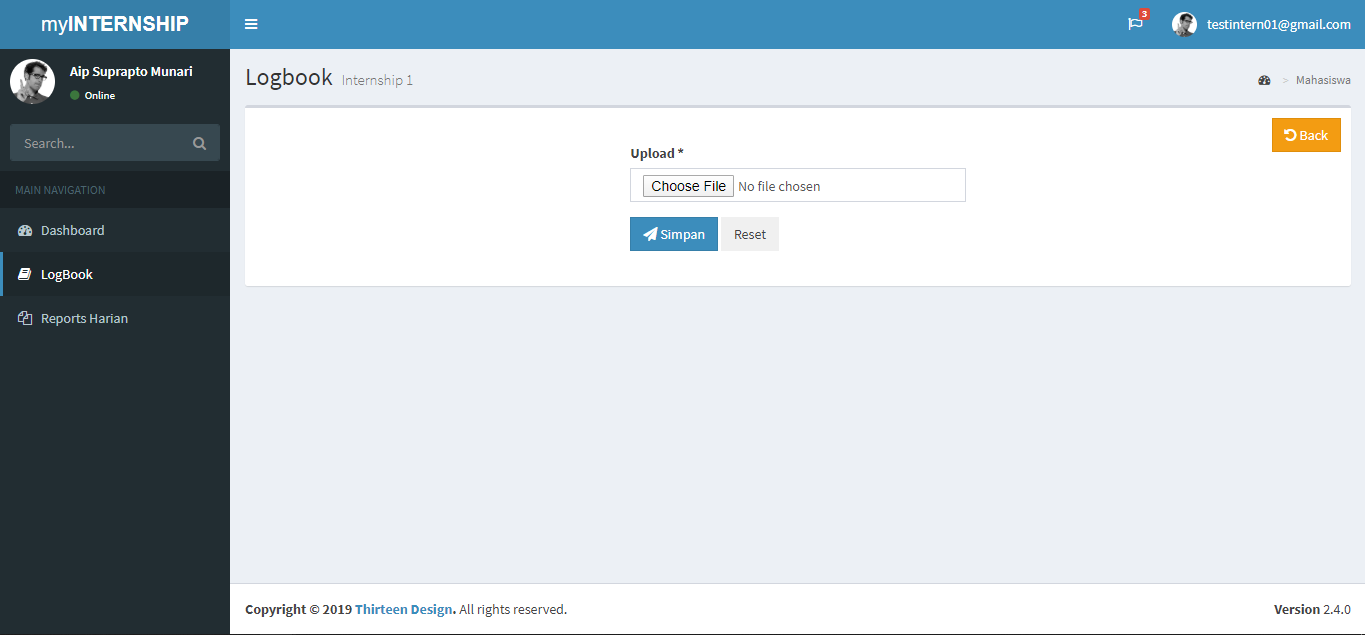 myINTERNSHIP
3
testintern01@gmail.com
Aip Suprapto Munari
Online
Search...
MAIN NAVIGATION
Dashboard
LogBook
Reports Harian
Logbook Internship 1
> Mahasiswa
Back
Upload *
Choose File No file chosen
Simpan Reset
Copyright © 2019 Thirteen Design. All rights reserved.
Version 2.4.0